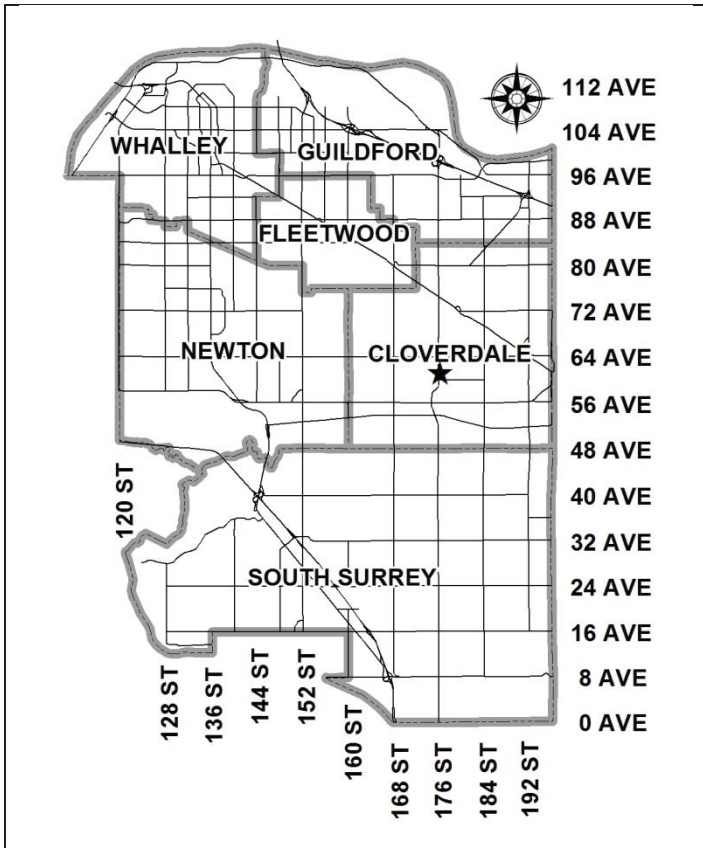 112 AVE
104 AVE
WHALLEY
GUILDFORD
96 AVE
88 AVE
FLEETWOOD
80 AVE
72 AVE
NEWTON
CLOVERDALE
64 AVE
56 AVE
48 AVE
120 ST
40 AVE
32 AVE
SOUTH SURREY
24 AVE
16 AVE
128 ST
136 ST
144 ST
152 ST
8 AVE
160 ST
0 AVE
168 ST
176 ST
184 ST
192 ST